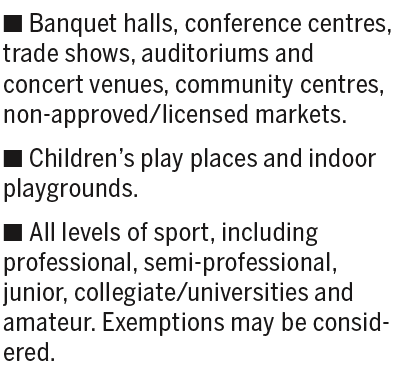 ■ Banquet halls, conference centres,
trade shows, auditoriums and
concert venues, community centres,
non-approved/licensed markets.
■ Children’s play places and indoor
playgrounds.
■ All levels of sport, including
professional, semi-professional,
junior, collegiate/universities and
amateur. Exemptions may be consid-
ered.